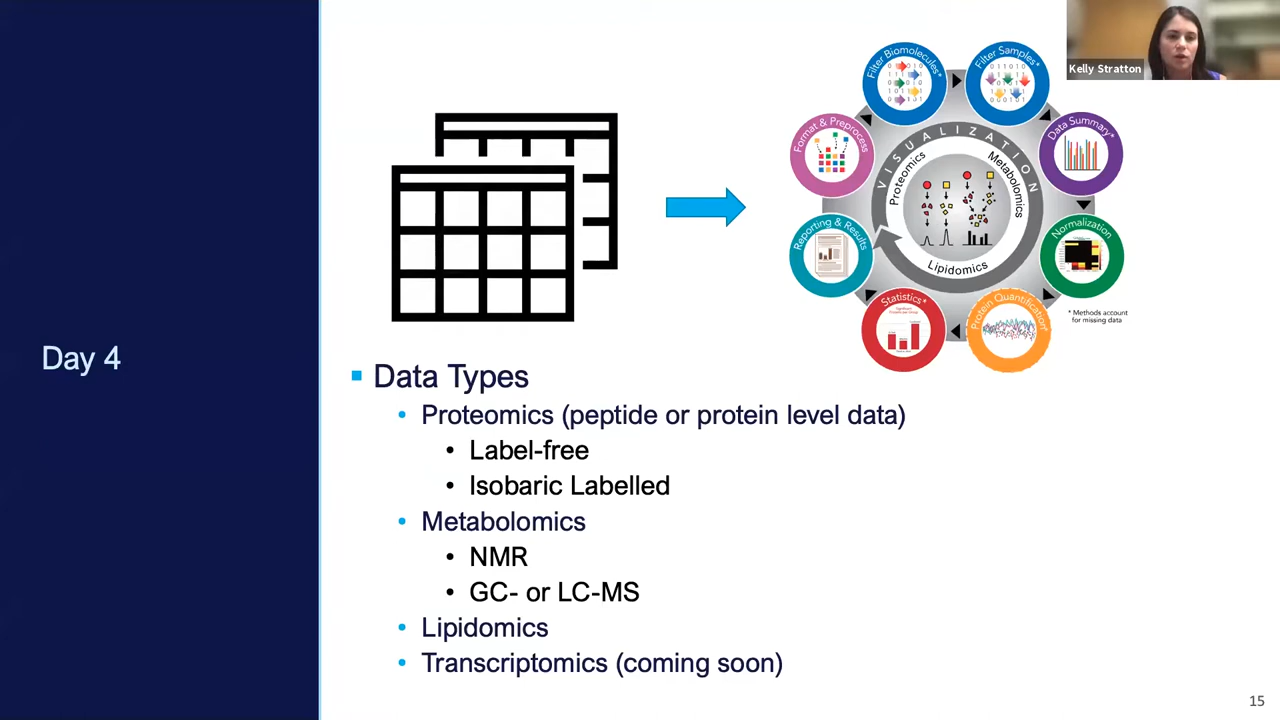 Kelly Stratton
Filter Biomolecules*
Filter Samples*
Format & Preprocess
Data Summary*
VISUALIZATION
Proteomics
Metabolomics
Lipidomics
Reporting & Results
Normalization
Statistics*
Protein Quantification*
* Methods account
for missing data
Day 4
Data Types
• Proteomics (peptide or protein level data)
• Label-free
• Isobaric Labelled
• Metabolomics
• NMR
• GC- or LC-MS
• Lipidomics
• Transcriptomics (coming soon)
15